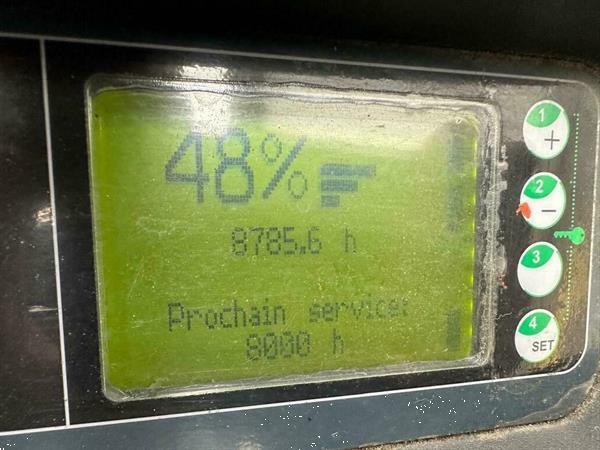 48%
8785.6 h
Prochain service:
8000 h
1
+
2
-
3
4
SET